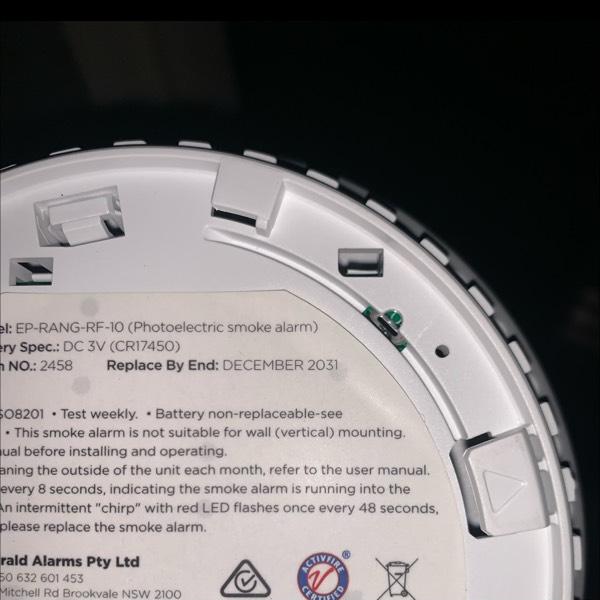 el: EP-RANG-RF-10 (Photoelectric smoke alarm)
ery Spec.: DC 3V (CR17450)
h NO.: 2458 Replace By End: DECEMBER 2031
SO8201 • Test weekly. • Battery non-replaceable-see
• This smoke alarm is not suitable for wall (vertical) mounting.
ual before installing and operating.
aning the outside of the unit each month, refer to the user manual.
every 8 seconds, indicating the smoke alarm is running into the
An intermittent "chirp" with red LED flashes once every 48 seconds,
please replace the smoke alarm.
rald Alarms Pty Ltd
50 632 601 453
Mitchell Rd Brookvale NSW 2100
ACTIVFIRE
CERTIFIED
®